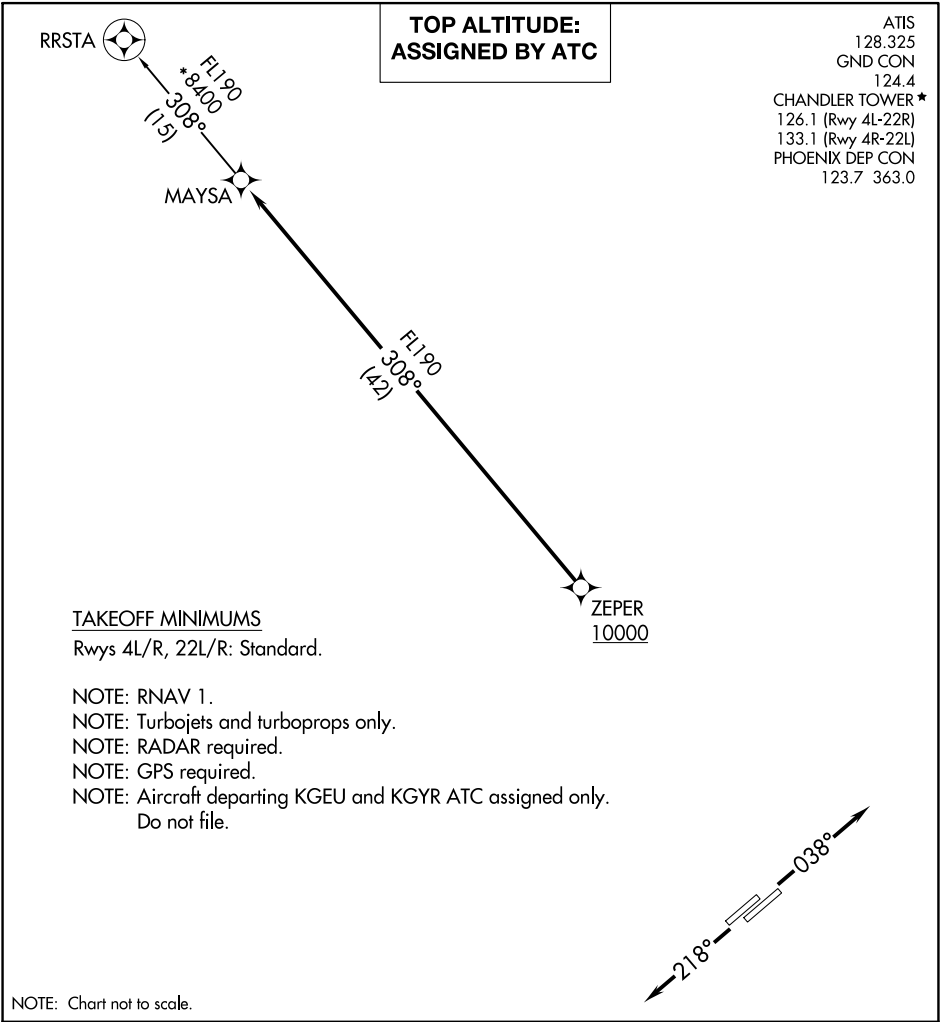 TOP ALTITUDE:
ASSIGNED BY ATC
ATIS
128.325
GND CON
124.4
CHANDLER TOWER ★
126.1 (Rwy 4L-22R)
133.1 (Rwy 4R-22L)
PHOENIX DEP CON
123.7 363.0
RRSTA
FL190
*8400
308°
(15)
MAYSA
FL190
308°
(42)
ZEPER
10000
TAKEOFF MINIMUMS
Rwys 4L/R, 22L/R: Standard.
NOTE: RNAV 1.
NOTE: Turbojets and turboprops only.
NOTE: RADAR required.
NOTE: GPS required.
NOTE: Aircraft departing KGEU and KGYR ATC assigned only.
Do not file.
038°
218°
NOTE: Chart not to scale.